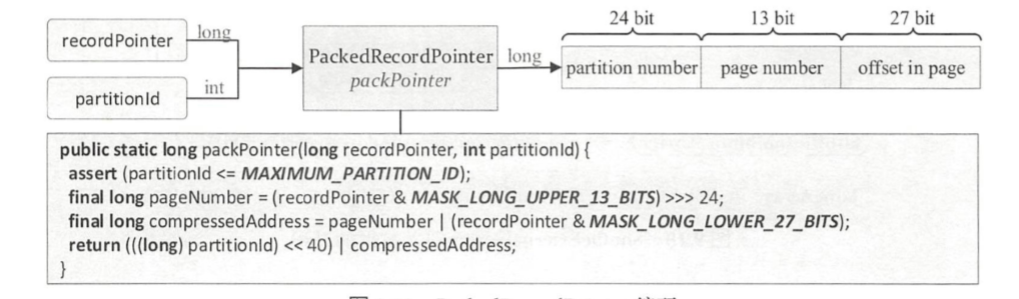 24 bit 13 bit 27 bit
recordPointer long
PackedRecordPointer
packPointer
long
partition number page number offset in page
partitionId int
public static long packPointer(long recordPointer, int partitionId) {
assert (partitionId <= MAXIMUM_PARTITION_ID);
final long pageNumber = (recordPointer & MASK_LONG_UPPER_13_BITS) >>> 24;
final long compressedAddress = pageNumber | (recordPointer & MASK_LONG_LOWER_27_BITS);
return (((long) partitionId) << 40) | compressedAddress;
}